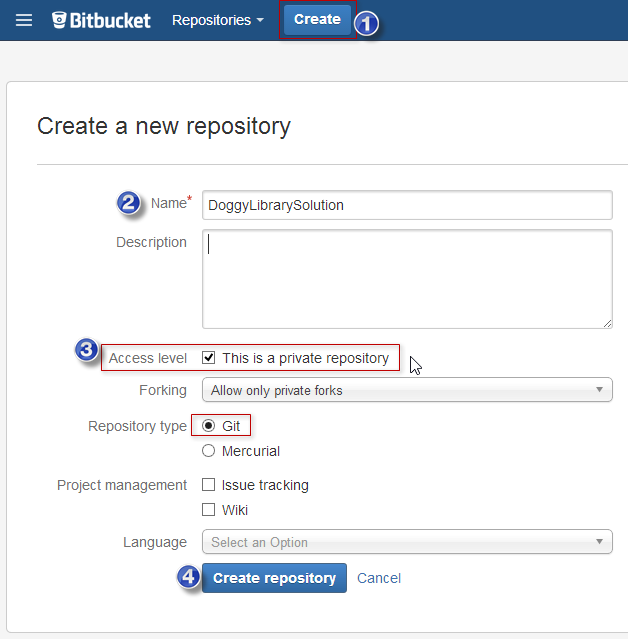 Bitbucket Repositories Create 1
Create a new repository
2 Name* DoggyLibrarySolution
Description
3 Access level This is a private repository
Forking Allow only private forks
Repository type Git
Mercurial
Project management Issue tracking
Wiki
Language Select an Option
4 Create repository Cancel